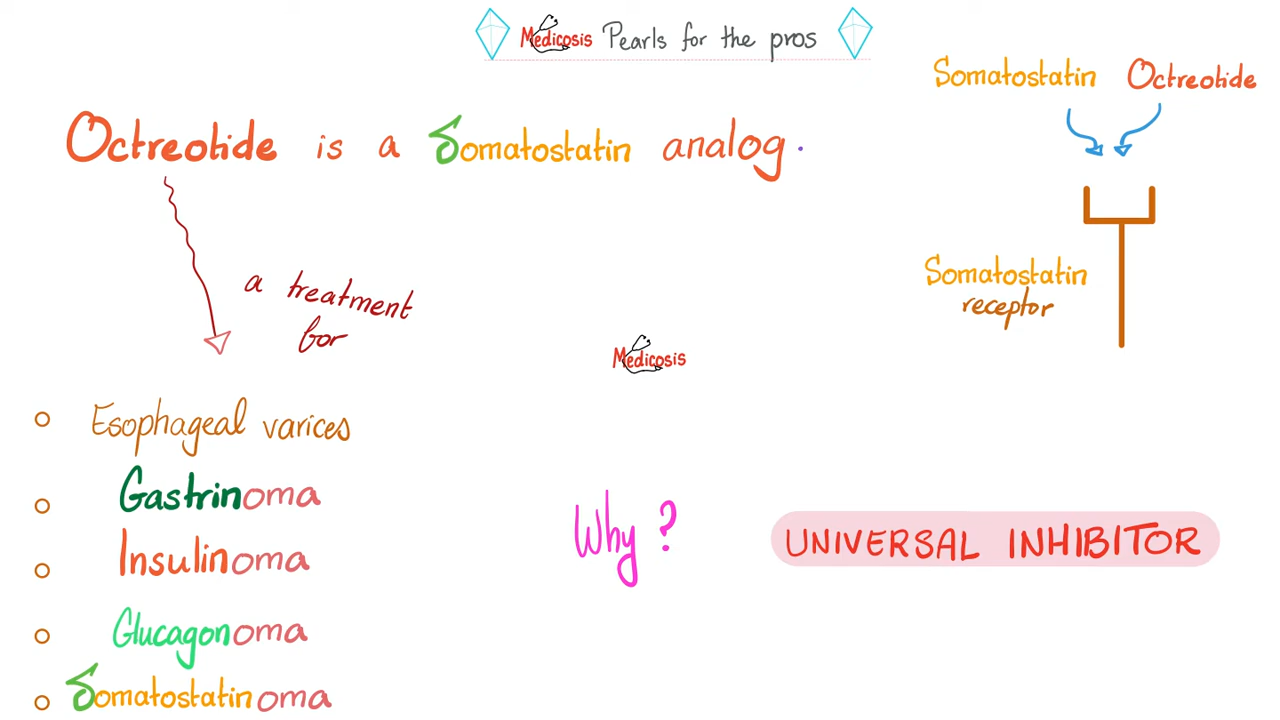 Medicosis Pearls for the pros
Somatostatin Octreotide
Octreotide is a Somatostatin analog.
a treatment
for
Somatostatin
receptor
Medicosis
Esophageal varices
Gastrinoma
Insulinoma
Why?
UNIVERSAL INHIBITOR
Glucagonoma
Somatostatinoma